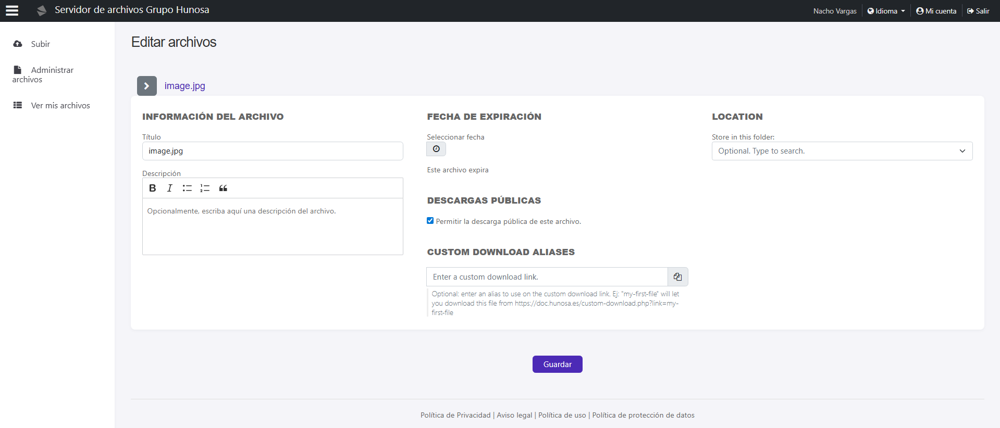 Servidor de archivos Grupo Hunosa
Nacho Vargas
Idioma
Mi cuenta
Salir
Subir
Administrar
archivos
Ver mis archivos
Editar archivos
image.jpg
INFORMACIÓN DEL ARCHIVO
Título
image.jpg
Descripción
Opcionalmente, escriba aquí una descripción del archivo.
FECHA DE EXPIRACIÓN
Seleccionar fecha
Este archivo expira
DESCARGAS PÚBLICAS
Permitir la descarga pública de este archivo.
CUSTOM DOWNLOAD ALIASES
Enter a custom download link.
Optional: enter an alias to use on the custom download link. Ej: "my-first-file" will let
you download this file from https://doc.hunosa.es/custom-download.php?link=my-
first-file
LOCATION
Store in this folder:
Optional. Type to search.
Guardar
Política de Privacidad | Aviso legal | Política de uso | Política de protección de datos